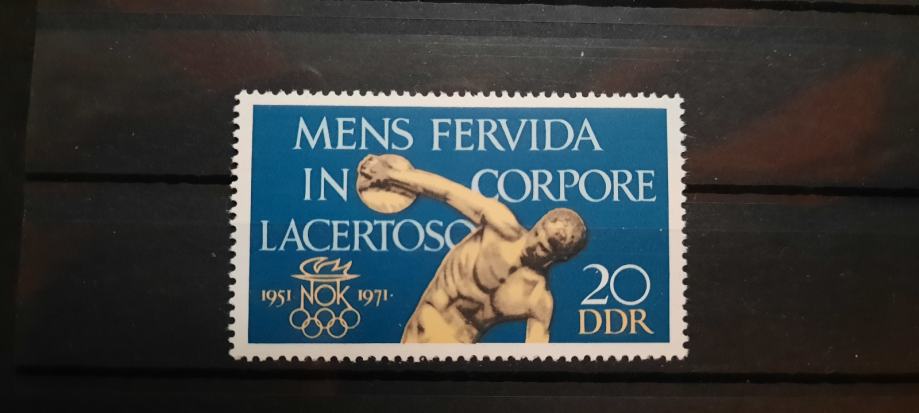 MENS FERVIDA
IN CORPORE
LACERTOSO
1951 NOK 1971
20
DDR